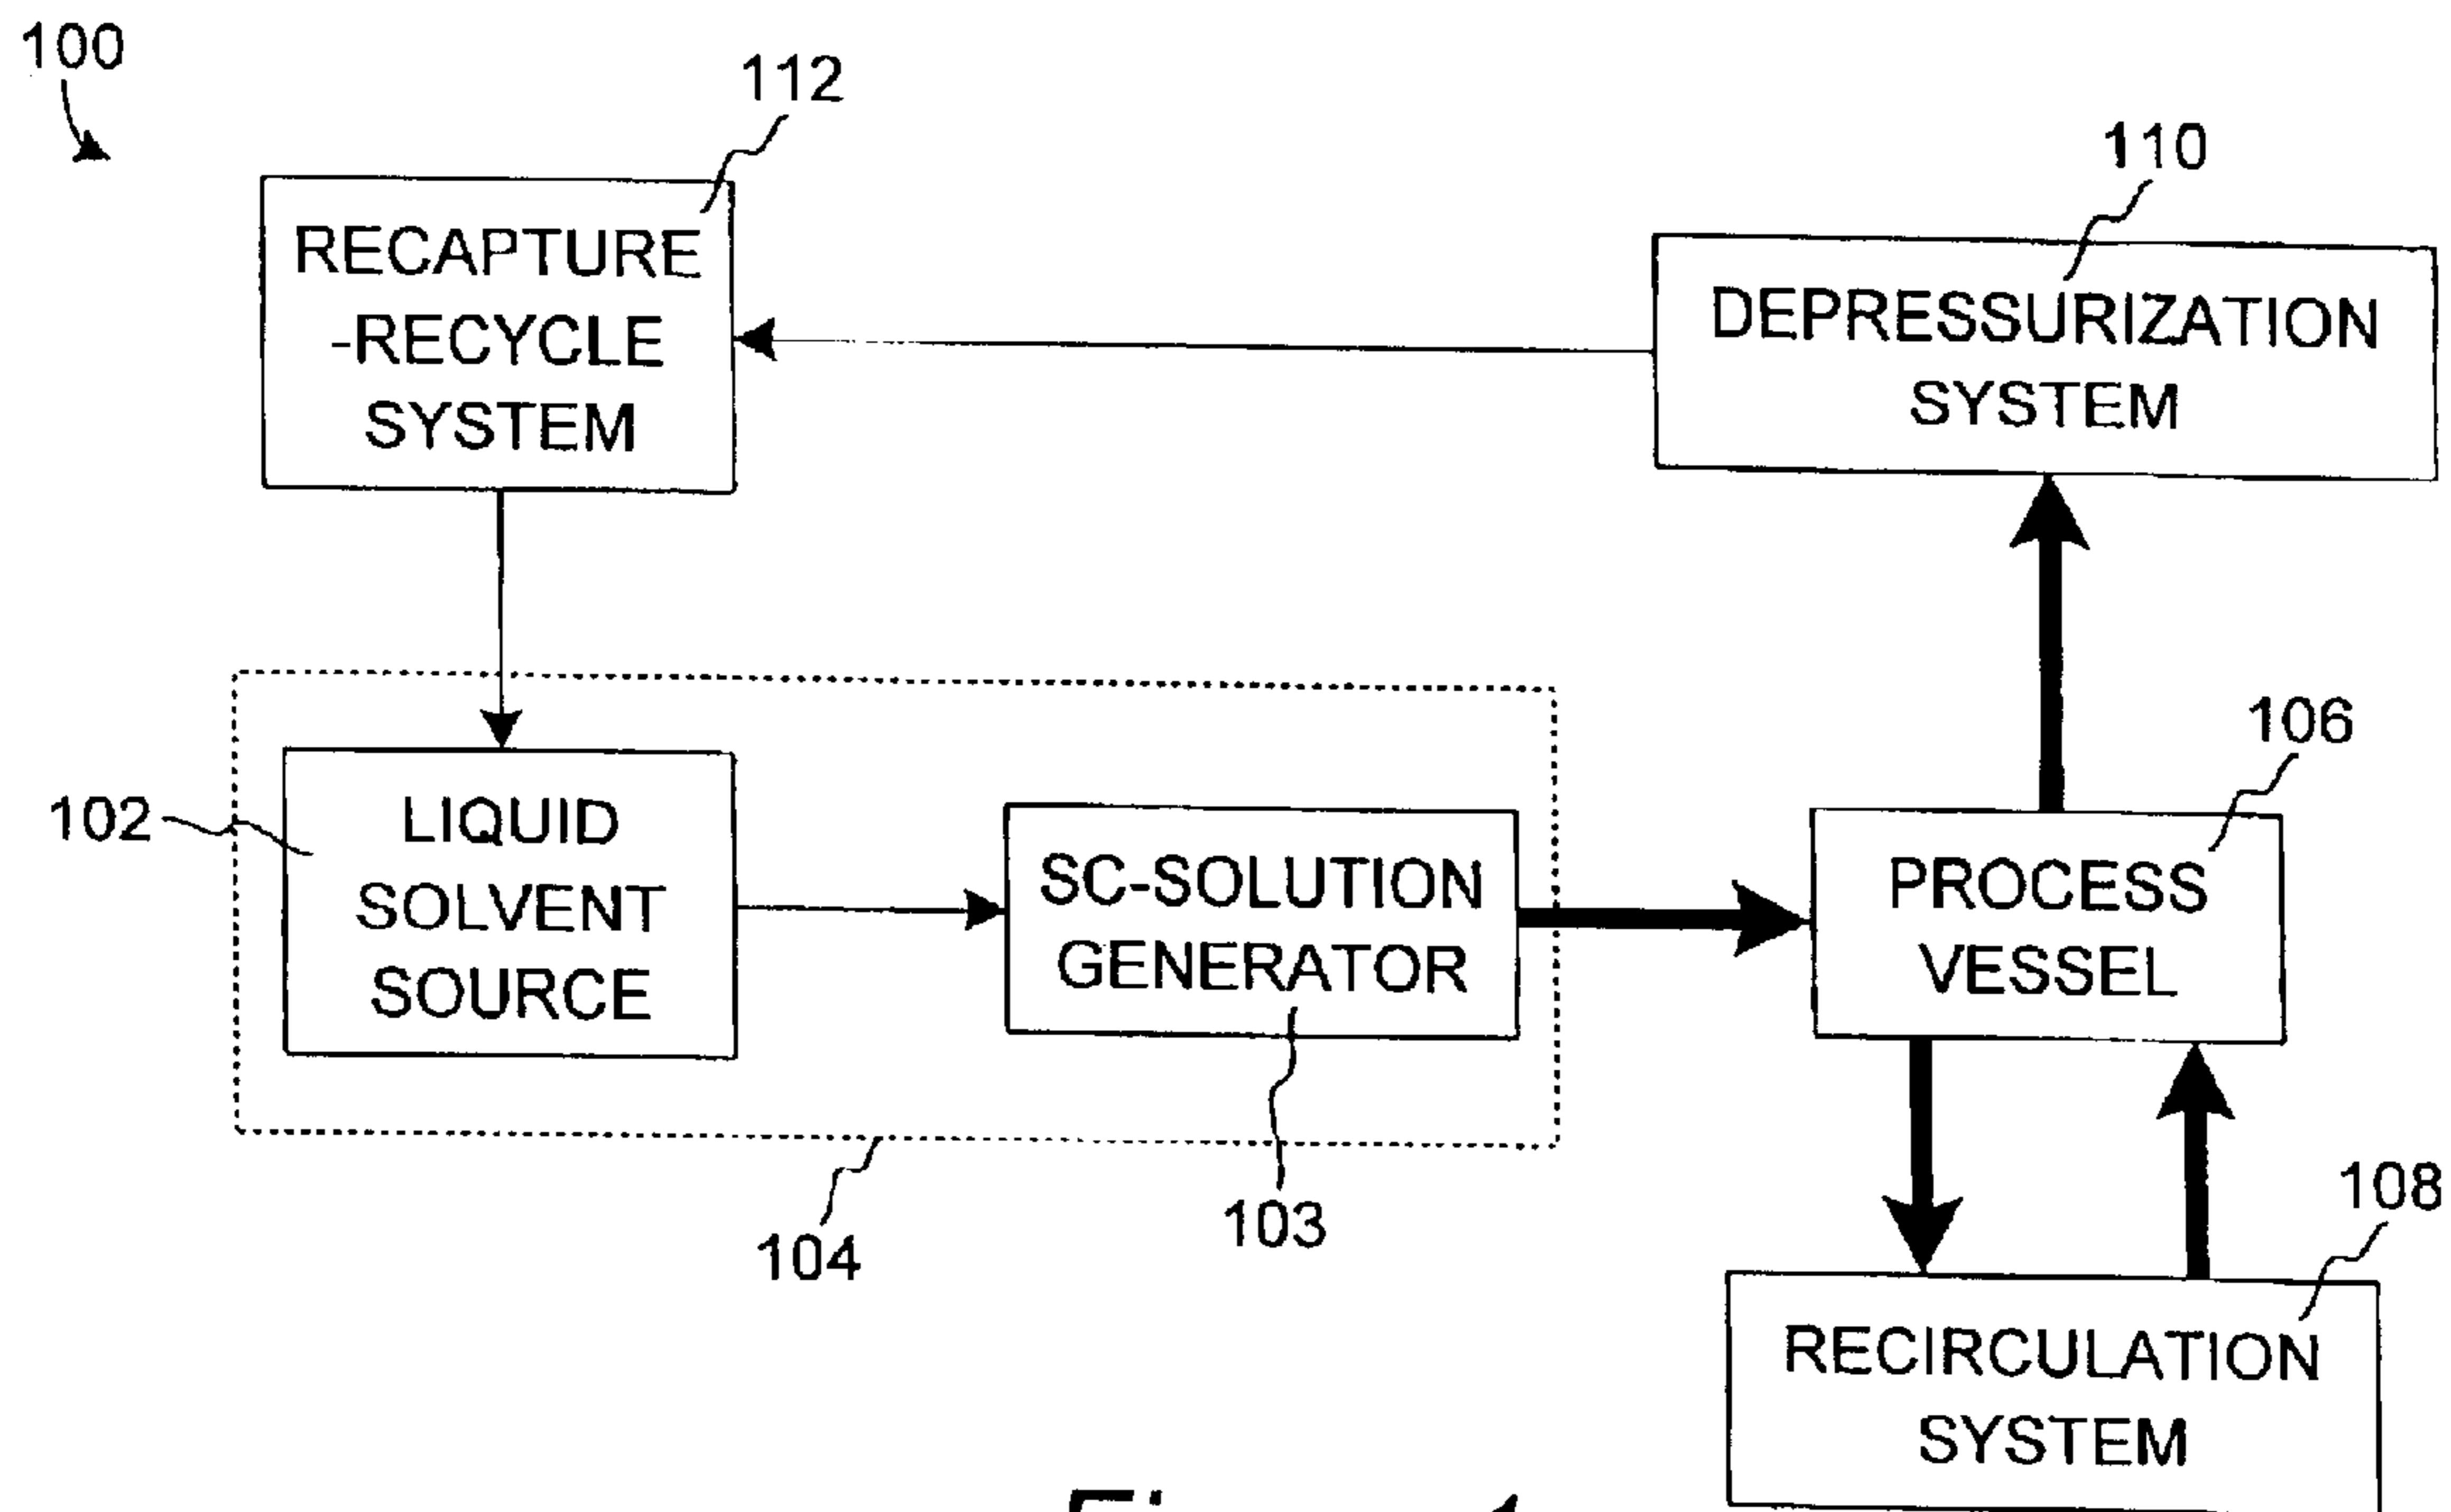 100
112
110
RECAPTURE
-RECYCLE
SYSTEM
DEPRESSURIZATION
SYSTEM
106
102
LIQUID
SOLVENT
SOURCE
SC-SOLUTION
GENERATOR
PROCESS
VESSEL
104
103
108
RECIRCULATION
SYSTEM